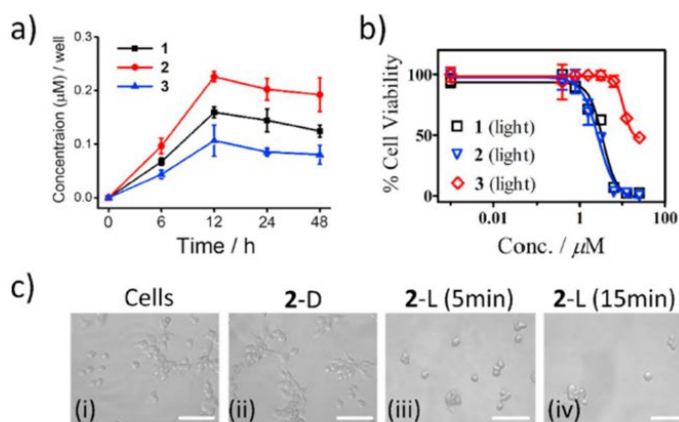 a)
Concentraion (μM) / well
0.2
0.1
0.0
0 6 12 24 48
Time / h
1
2
3
b)
% Cell Viability
100
50
0
0.01 1 100
Conc. / μM
1 (light)
2 (light)
3 (light)
c)
Cells 2-D 2-L (5min) 2-L (15min)
(i) (ii) (iii) (iv)